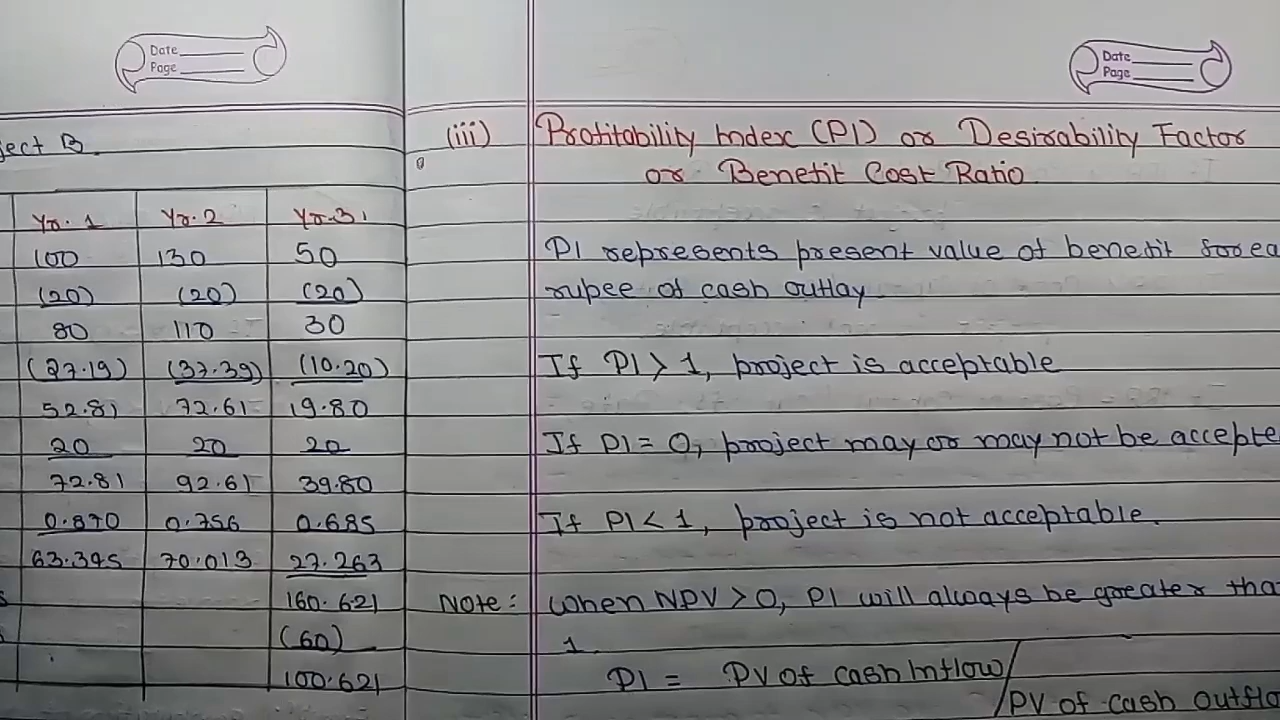 Date
Page
Date
Page
ject B
Yr. 1 Yr. 2 Yr. 3
100 130 50
(20) (20) (20)
80 110 30
(27.19) (37.39) (10.20)
52.81 72.61 19.80
20 20 20
72.81 92.61 39.80
0.870 0.756 0.685
63.345 70.013 27.263
160.621
(60)
100.621
(iii) Profitability Index (PI) or Desirability Factor
or Benefit Cost Ratio
PI represents present value of benefit for ea
rupee of cash outlay
If PI > 1, project is acceptable
If PI = 0, project may or may not be accepte
If PI < 1, project is not acceptable.
Note: When NPV > 0, PI will always be greater tha
1.
PI = PV of cash Inflow/
/PV of cash outflo